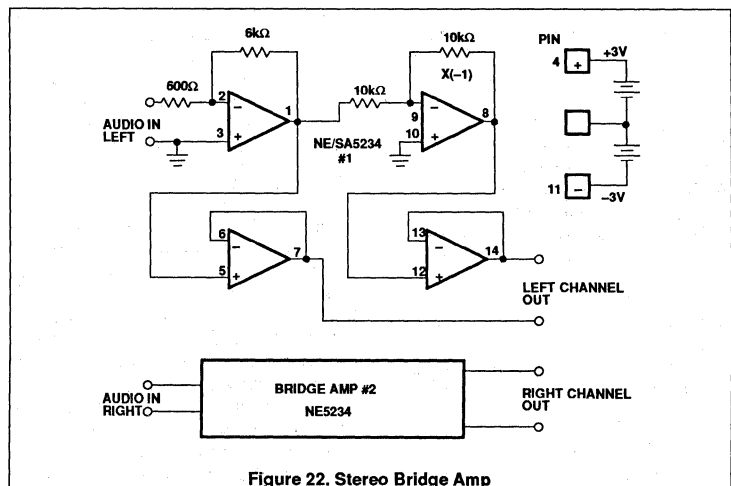 6kΩ
600Ω
2
−
1
3
+
AUDIO IN
LEFT
10kΩ
10kΩ
X(−1)
9
−
8
10
+
NE/SA5234
#1
PIN
4
+
+3V
11
−
−3V
6
−
7
5
+
13
−
14
12
+
LEFT CHANNEL
OUT
AUDIO IN
RIGHT
BRIDGE AMP #2
NE5234
RIGHT CHANNEL
OUT
Figure 22. Stereo Bridge Amp